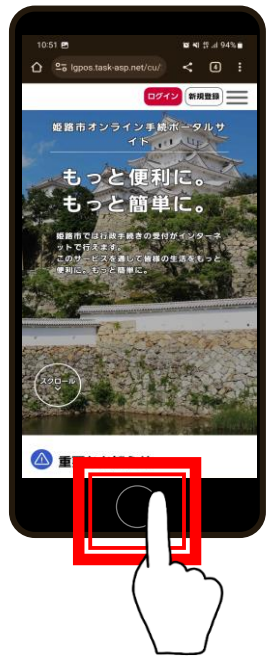 10:51 94%
lgpos.task-asp.net/cu/ 4
ログイン 新規登録
姫路市オンライン手続ポータルサ
イト
もっと便利に。
もっと簡単に。
姫路市では行政手続きの受付がインターネ
ットで行えます。
このサービスを通して皆様の生活をもっと
便利に。もっと簡単に。
スクロール